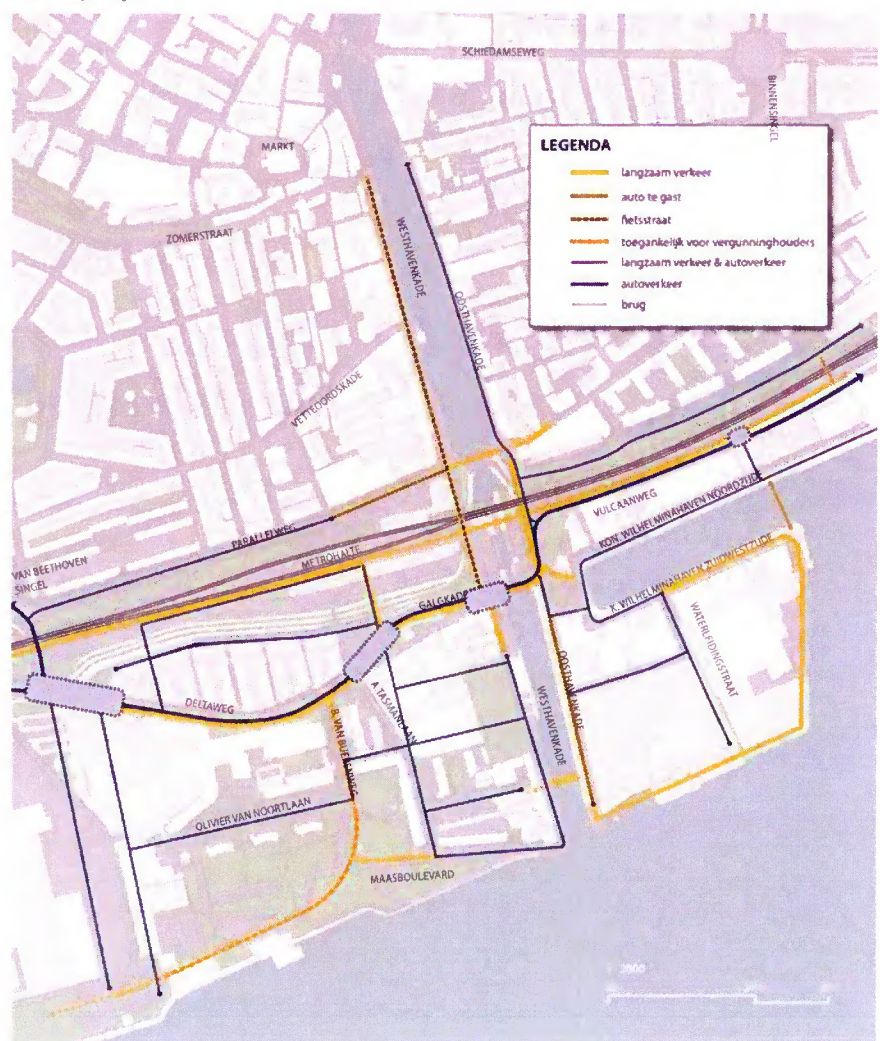 SCHIEDAMSEWEG
BINNENSINGEL
MARKT
ZOMERSTRAAT
LEGENDA
langzaam verkeer
auto te gast
fietsstraat
toegankelijk voor vergunninghouders
langzaam verkeer & autoverkeer
autoverkeer
brug
WESTHAVENKADE
OOSTHAVENKADE
VETTEOORDSKADE
VULCAANWEG
KON. WILHELMINAHAVEN NOORDZIJDE
PARALLELWEG
METROHALTE
VAN BEETHOVEN
SINGEL
GALGKADE
K. WILHELMINAHAVEN ZUIDWESTZIJDE
WATERLEIDINGSTRAAT
OOSTHAVENKADE
WESTHAVENKADE
DELTAWEG
A. TASMANLAAN
B. VAN
OLIVIER VAN NOORTLAAN
MAASBOULEVARD